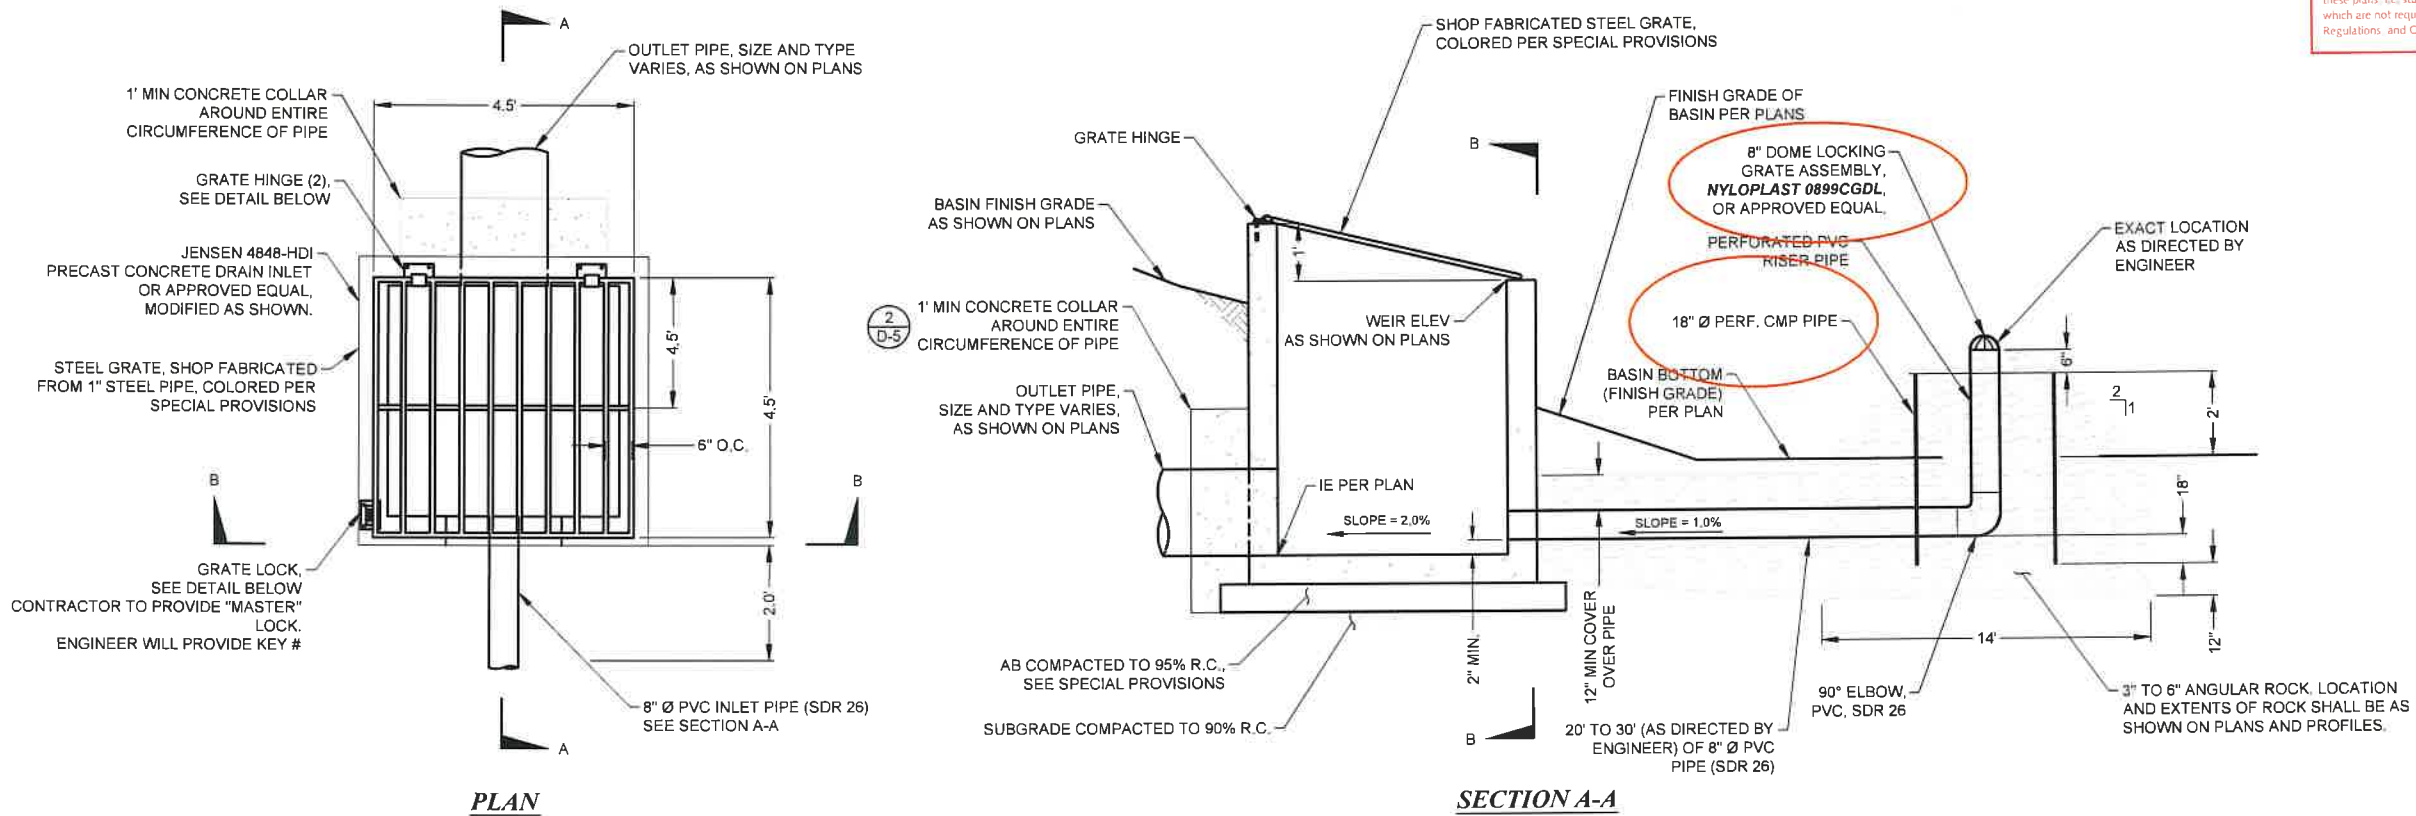 A
OUTLET PIPE, SIZE AND TYPE
VARIES, AS SHOWN ON PLANS
1' MIN CONCRETE COLLAR
AROUND ENTIRE
CIRCUMFERENCE OF PIPE
4.5'
GRATE HINGE (2),
SEE DETAIL BELOW
JENSEN 4848-HDI
PRECAST CONCRETE DRAIN INLET
OR APPROVED EQUAL,
MODIFIED AS SHOWN.
STEEL GRATE, SHOP FABRICATED
FROM 1" STEEL PIPE, COLORED PER
SPECIAL PROVISIONS
4.5'
4.5'
6" O.C.
B
B
GRATE LOCK,
SEE DETAIL BELOW
CONTRACTOR TO PROVIDE "MASTER"
LOCK.
ENGINEER WILL PROVIDE KEY #
2.0'
8" Ø PVC INLET PIPE (SDR 26)
SEE SECTION A-A
A
PLAN
SHOP FABRICATED STEEL GRATE,
COLORED PER SPECIAL PROVISIONS
GRATE HINGE
B
FINISH GRADE OF
BASIN PER PLANS
8" DOME LOCKING
GRATE ASSEMBLY,
NYLOPLAST 0899CGDL,
OR APPROVED EQUAL.
BASIN FINISH GRADE
AS SHOWN ON PLANS
1'
PERFORATED PVC
RISER PIPE
EXACT LOCATION
AS DIRECTED BY
ENGINEER
2
D-5
1' MIN CONCRETE COLLAR
AROUND ENTIRE
CIRCUMFERENCE OF PIPE
WEIR ELEV
AS SHOWN ON PLANS
18" Ø PERF. CMP PIPE
6"
BASIN BOTTOM
(FINISH GRADE)
PER PLAN
2
1
2'
OUTLET PIPE,
SIZE AND TYPE VARIES,
AS SHOWN ON PLANS
IE PER PLAN
SLOPE = 2.0%
SLOPE = 1.0%
18"
12"
14'
2" MIN.
12" MIN COVER
OVER PIPE
AB COMPACTED TO 95% R.C.,
SEE SPECIAL PROVISIONS
SUBGRADE COMPACTED TO 90% R.C.
B
20' TO 30' (AS DIRECTED BY
ENGINEER) OF 8" Ø PVC
PIPE (SDR 26)
90° ELBOW,
PVC, SDR 26
3" TO 6" ANGULAR ROCK, LOCATION
AND EXTENTS OF ROCK SHALL BE AS
SHOWN ON PLANS AND PROFILES.
SECTION A-A
which are not
Regulations and